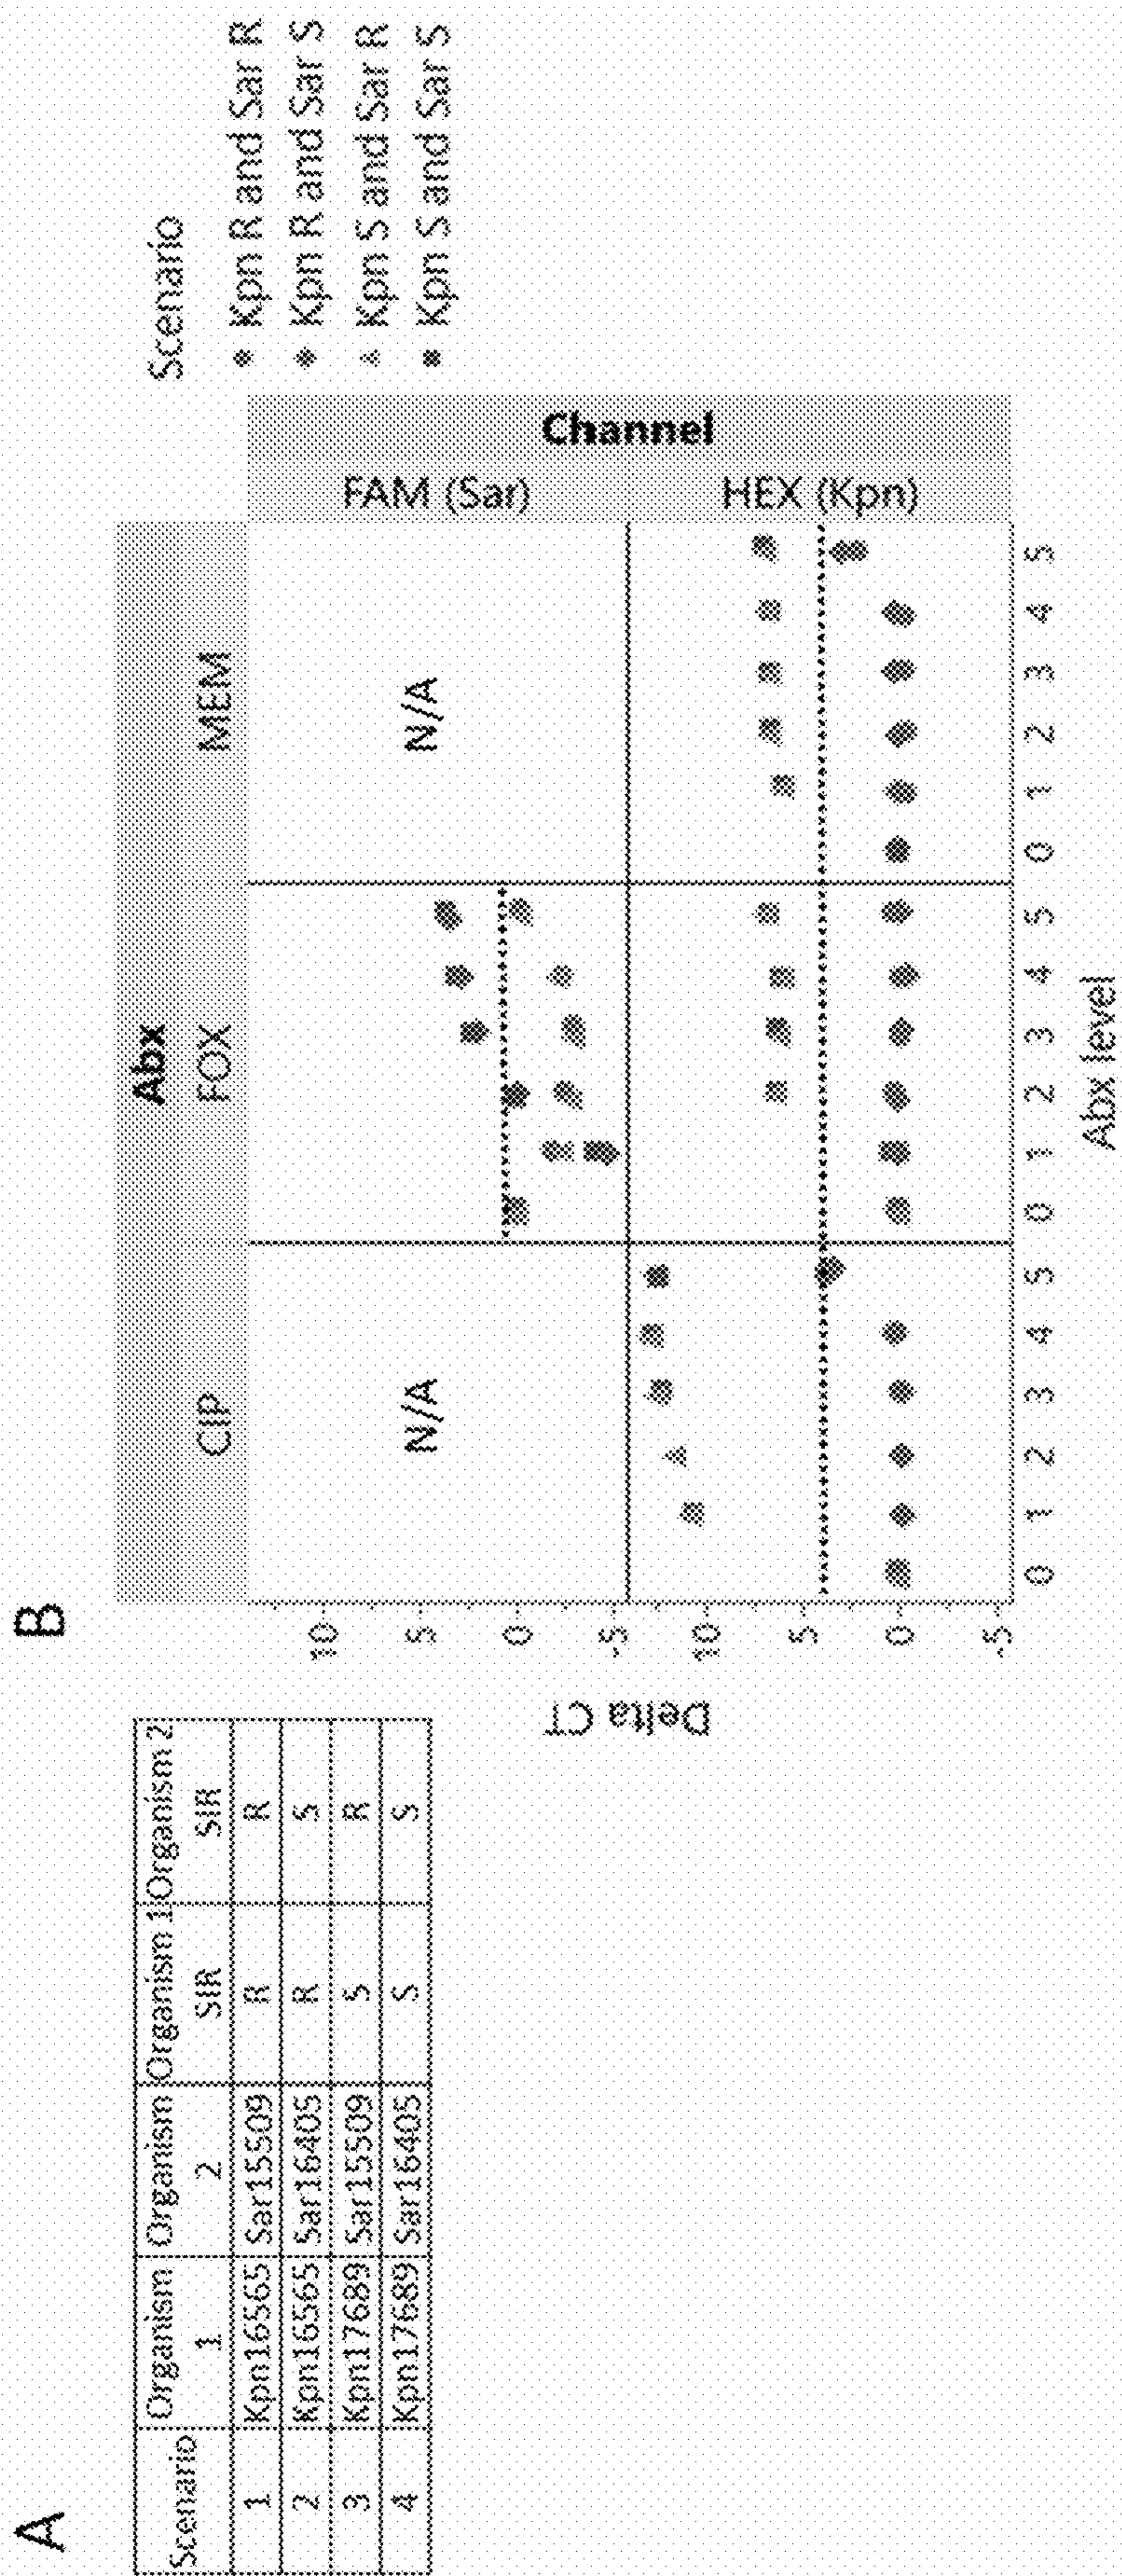 A
Scenario Organism 1 Organism 2 Organism 1 SIR Organism 2 SIR
1 Kpn16565 Sar15509 R R
2 Kpn16565 Sar16405 R S
3 Kpn17689 Sar15509 S R
4 Kpn17689 Sar16405 S S
B
Abx
CIP FOX MEM
N/A N/A
10
5
0
-5
10
5
0
-5
Delta CT
0 1 2 3 4 5 0 1 2 3 4 5 0 1 2 3 4 5
Abx level
FAM (Sar)
HEX (Kpn)
Channel
Scenario
Kpn R and Sar R
Kpn R and Sar S
Kpn S and Sar R
Kpn S and Sar S